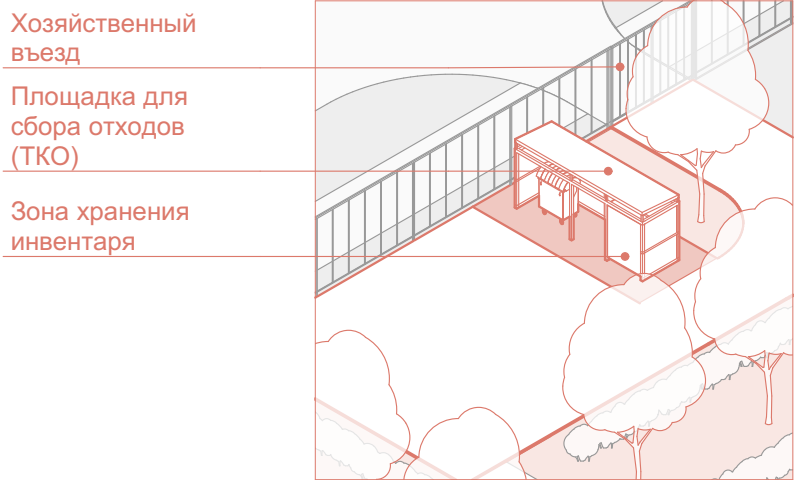 Хозяйственный
въезд
Площадка для
сбора отходов
(ТКО)
Зона хранения
инвентаря